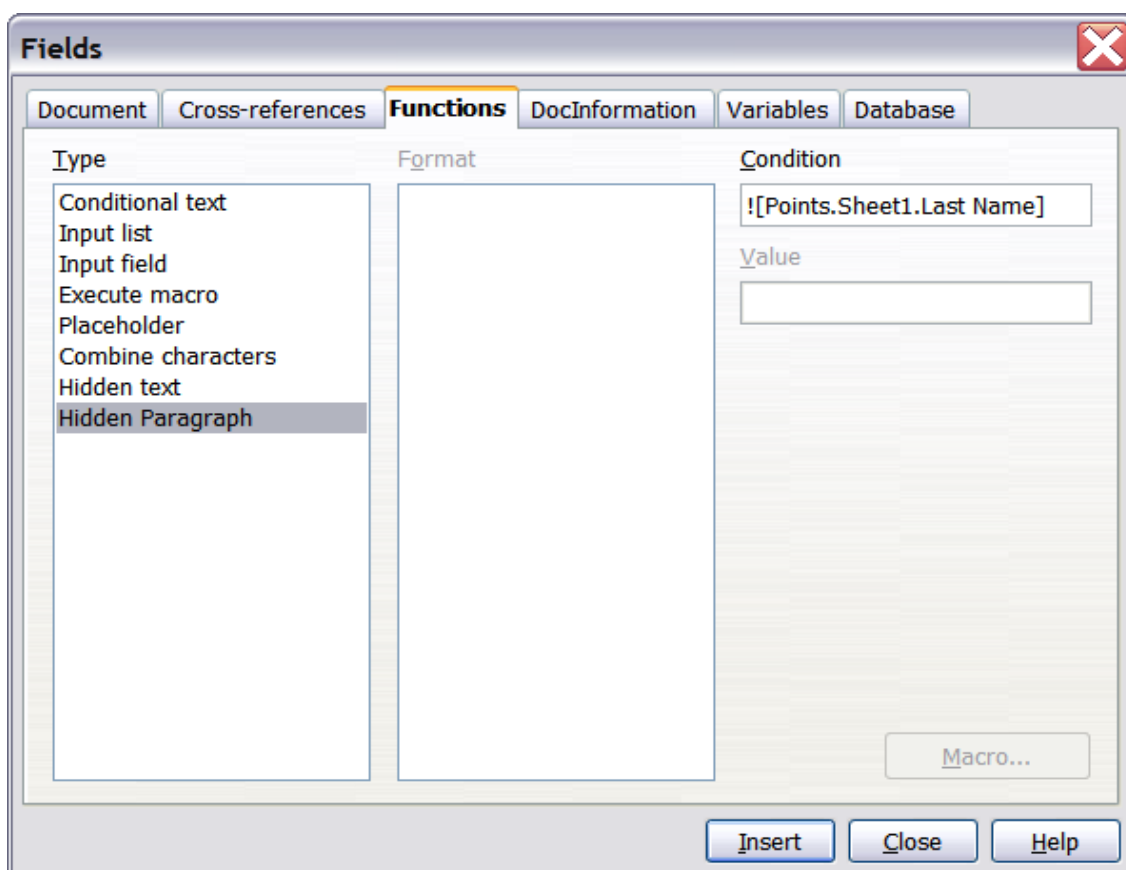 Fields
Document Cross-references Functions DocInformation Variables Database
Type
Conditional text
Input list
Input field
Execute macro
Placeholder
Combine characters
Hidden text
Hidden Paragraph
Format
Condition
![Points.Sheet1.Last Name]
Value
Macro...
Insert Close Help